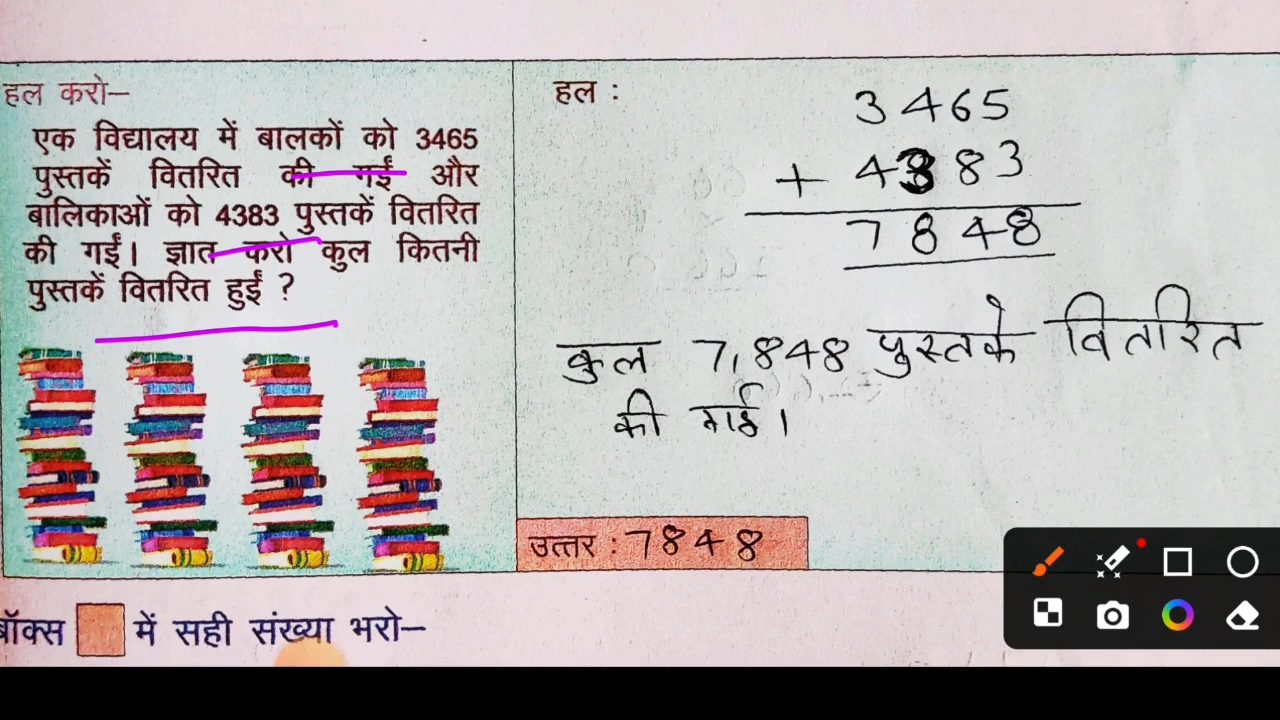 हल करो–
एक विद्यालय में बालकों को 3465
पुस्तकें वितरित की गईं और
बालिकाओं को 4383 पुस्तकें वितरित
की गईं। ज्ञात करो कुल कितनी
पुस्तकें वितरित हुईं ?
हल :
3465
+ 4383
7848
कुल 7,848 पुस्तके वितरित
की गई।
उत्तर : 7848
बॉक्स में सही संख्या भरो–